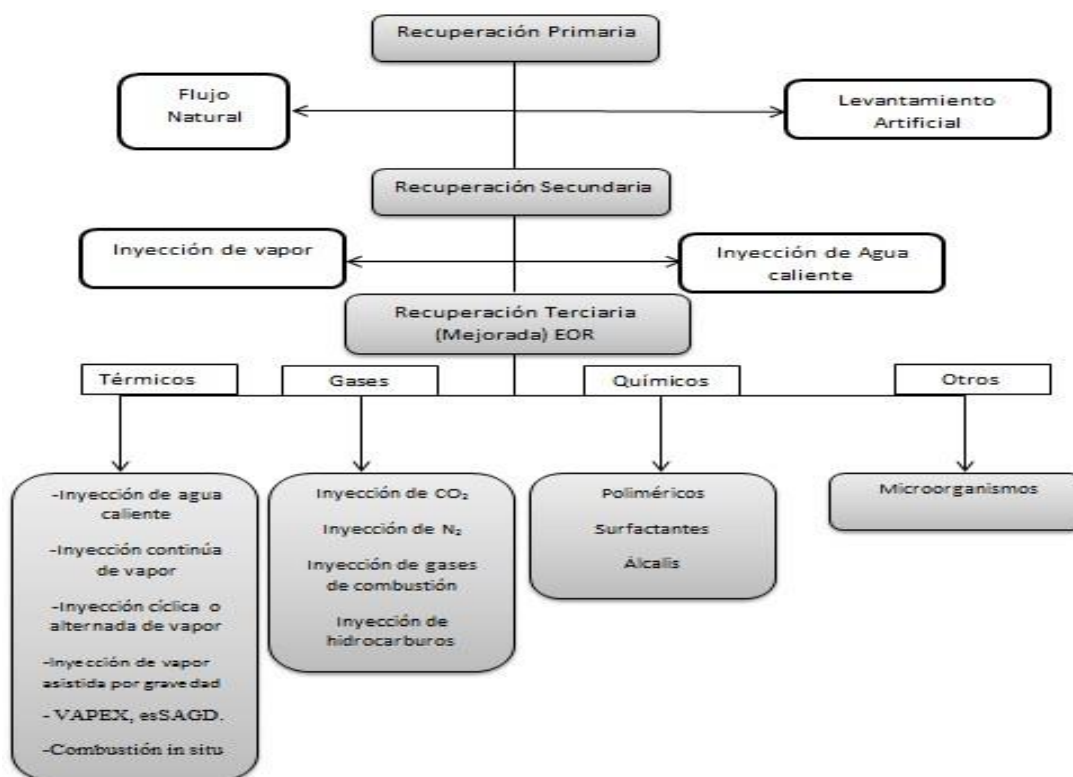 Recuperación Primaria
Flujo
Natural
Levantamiento
Artificial
Recuperación Secundaria
Inyección de vapor
Inyección de Agua
caliente
Recuperación Terciaria
(Mejorada) EOR
Térmicos
Gases
Químicos
Otros
-Inyección de agua
caliente
-Inyección continúa
de vapor
-Inyección cíclica o
alternada de vapor
-Inyección de vapor
asistida por gravedad
- VAPEX, esSAGD.
-Combustión in situ
Inyección de CO₂
Inyección de N₂
Inyección de gases
de combustión
Inyección de
hidrocarburos
Poliméricos
Surfactantes
Álcalis
Microorganismos